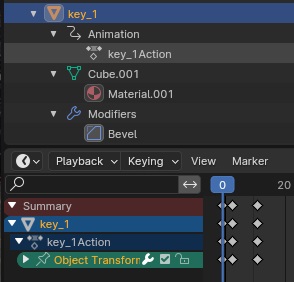 key_1
Animation
key_1Action
Cube.001
Material.001
Modifiers
Bevel
Playback Keying View Marker
0 20
Summary
key_1
key_1Action
Object Transform